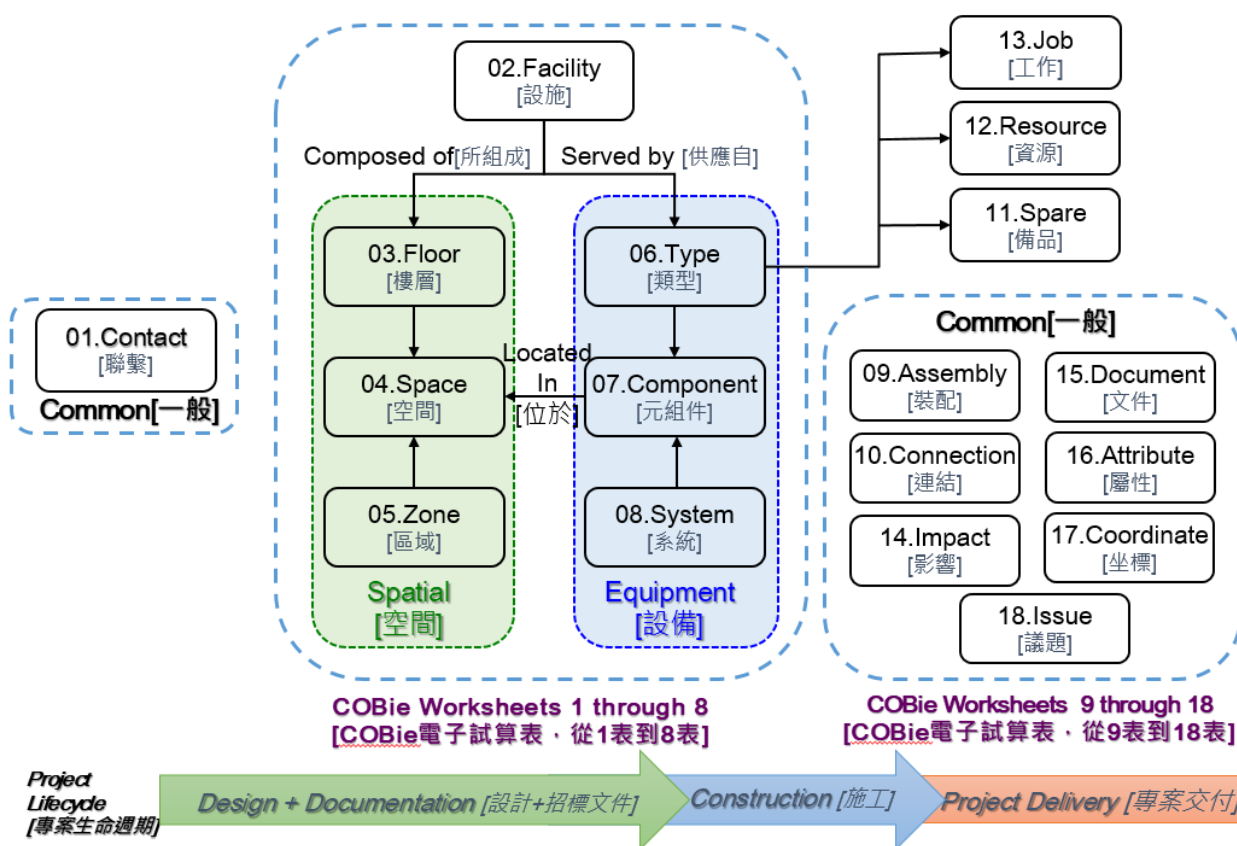 02.Facility
[設施]
Composed of[所組成]
Served by [供應自]
03.Floor
[樓層]
06.Type
[類型]
13.Job
[工作]
12.Resource
[資源]
11.Spare
[備品]
01.Contact
[聯繫]
Common[一般]
04.Space
[空間]
Located
In
[位於]
07.Component
[元組件]
05.Zone
[區域]
08.System
[系統]
Spatial
[空間]
Equipment
[設備]
Common[一般]
09.Assembly
[裝配]
15.Document
[文件]
10.Connection
[連結]
16.Attribute
[屬性]
14.Impact
[影響]
17.Coordinate
[坐標]
18.Issue
[議題]
COBie Worksheets 1 through 8
[COBie電子試算表．從1表到8表]
COBie Worksheets 9 through 18
[COBie電子試算表．從9表到18表]
Project
Lifecycle
[專案生命週期]
Design + Documentation [設計+招標文件]
Construction [施工]
Project Delivery [專案交付]